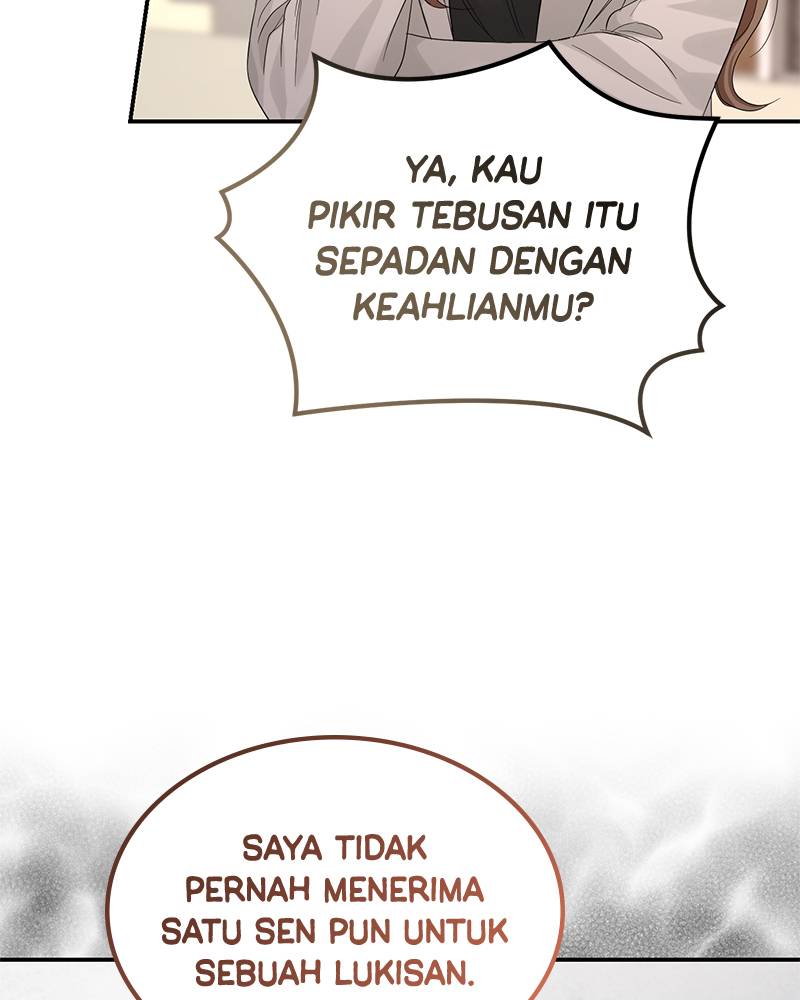 YA, KAU
PIKIR TEBUSAN ITU
SEPADAN DENGAN
KEAHLIANMU?
SAYA TIDAK
PERNAH MENERIMA
SATU SEN PUN UNTUK
SEBUAH LUKISAN.